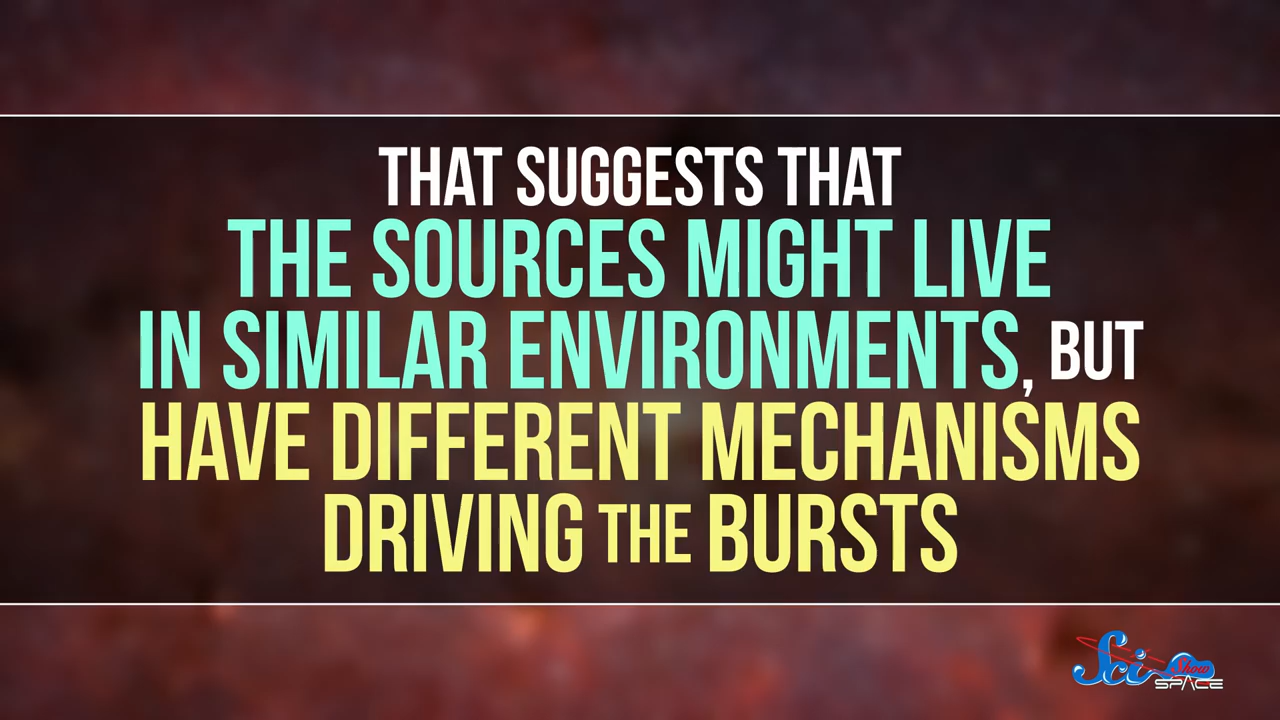 THAT SUGGESTS THAT
THE SOURCES MIGHT LIVE
IN SIMILAR ENVIRONMENTS, BUT
HAVE DIFFERENT MECHANISMS
DRIVING THE BURSTS
Sci Show
SPACE